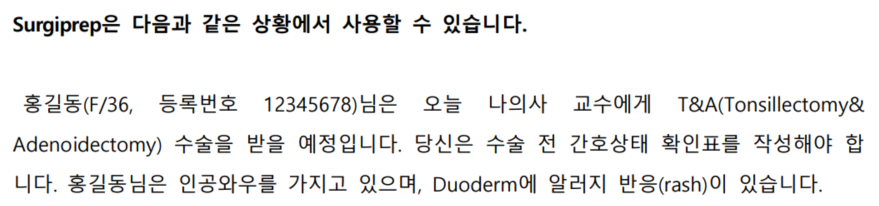 Surgiprep은 다음과 같은 상황에서 사용할 수 있습니다.
홍길동(F/36, 등록번호 12345678)님은 오늘 나의사 교수에게 T&A(Tonsillectomy&
Adenoidectomy) 수술을 받을 예정입니다. 당신은 수술 전 간호상태 확인표를 작성해야 합
니다. 홍길동님은 인공와우를 가지고 있으며, Duoderm에 알러지 반응(rash)이 있습니다.